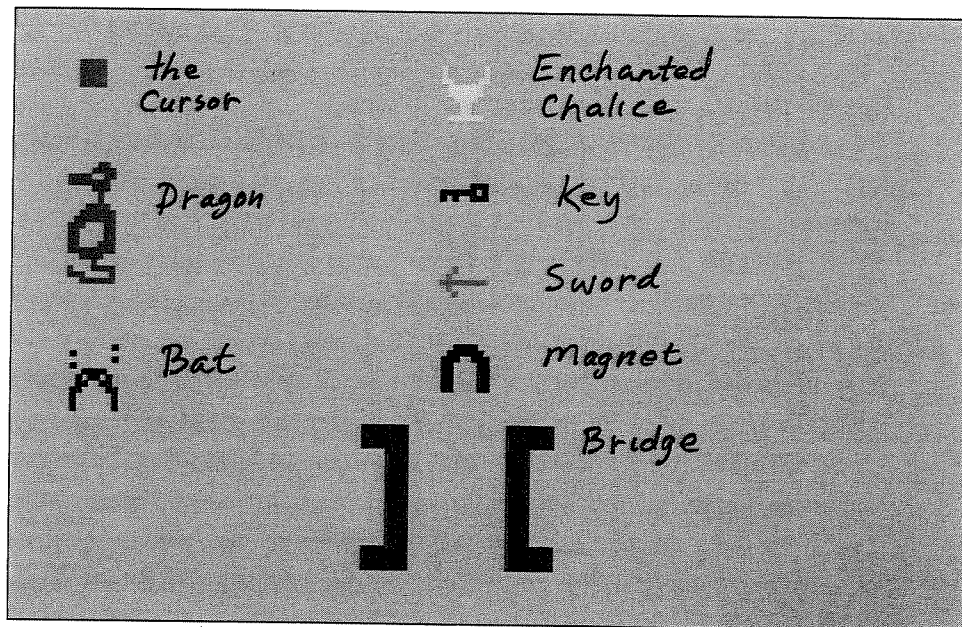 the
Cursor
Enchanted
Chalice
Dragon
Key
Sword
Bat
Magnet
Bridge